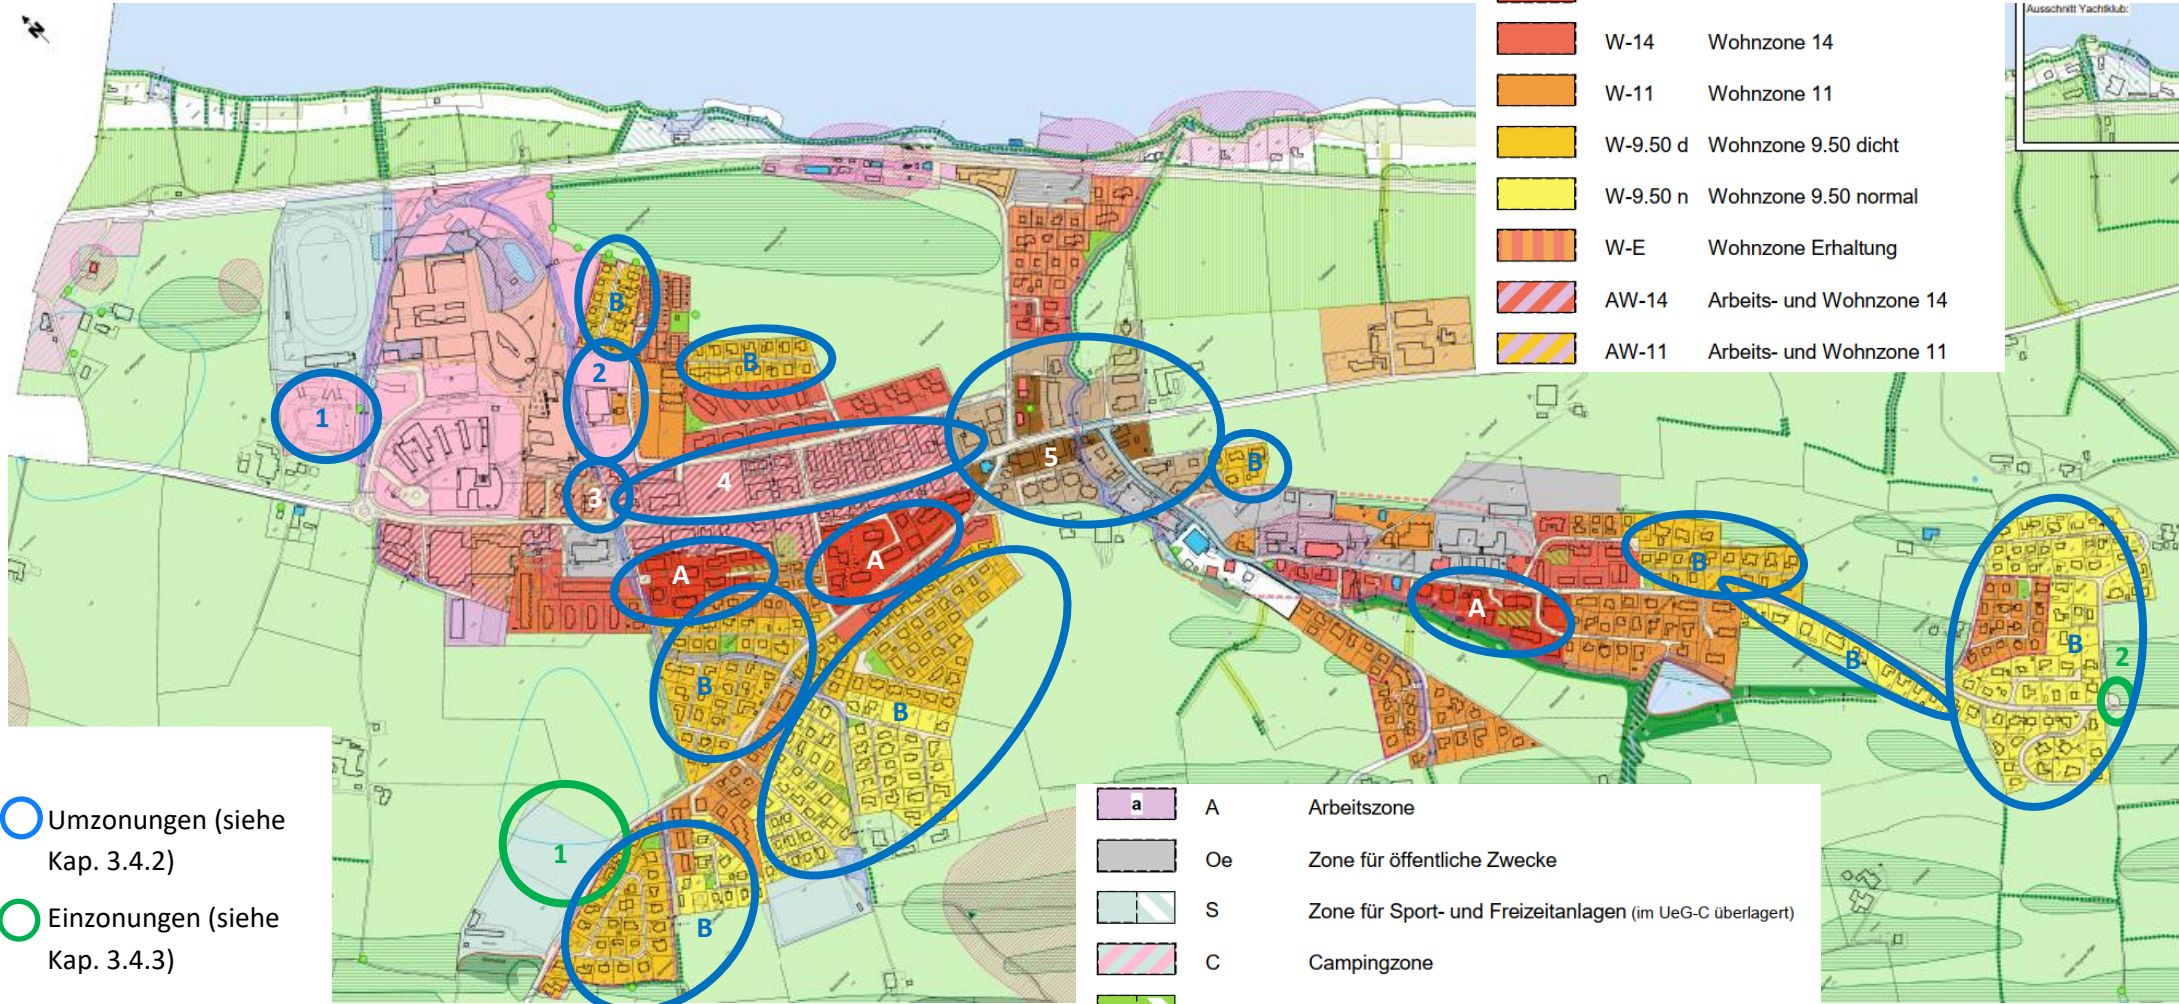 N
Ausschnitt Yachtklub:
W-14 Wohnzone 14
W-11 Wohnzone 11
W-9.50 d Wohnzone 9.50 dicht
W-9.50 n Wohnzone 9.50 normal
W-E Wohnzone Erhaltung
AW-14 Arbeits- und Wohnzone 14
AW-11 Arbeits- und Wohnzone 11
B
2
B
1
5
B
4
3
A
A
B
A
B
B
B
B
2
B
1
B
a A Arbeitszone
Oe Zone für öffentliche Zwecke
S Zone für Sport- und Freizeitanlagen (im UeG-C überlagert)
C Campingzone
Umzonungen (siehe
Kap. 3.4.2)
Einzonungen (siehe
Kap. 3.4.3)